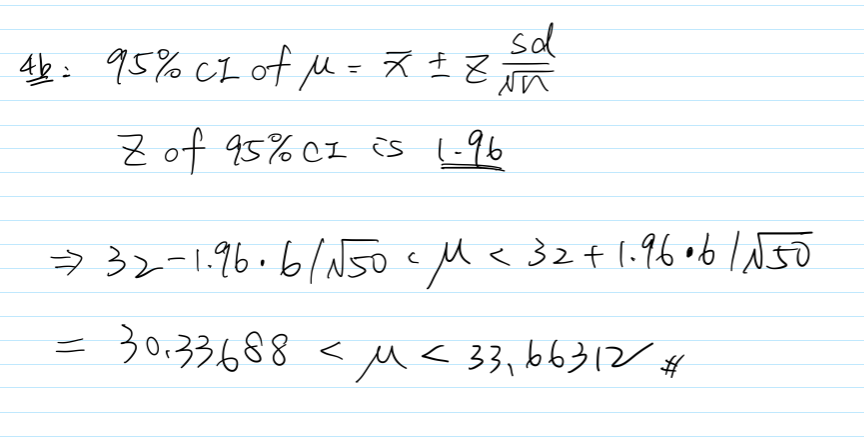 4b: 95% CI of μ = x̄ ± z sd/√n
Z of 95% CI is 1.96
⇒ 32-1.96·6/√50 < μ < 32+1.96·6/√50
= 30.33688 < μ < 33.66312 #